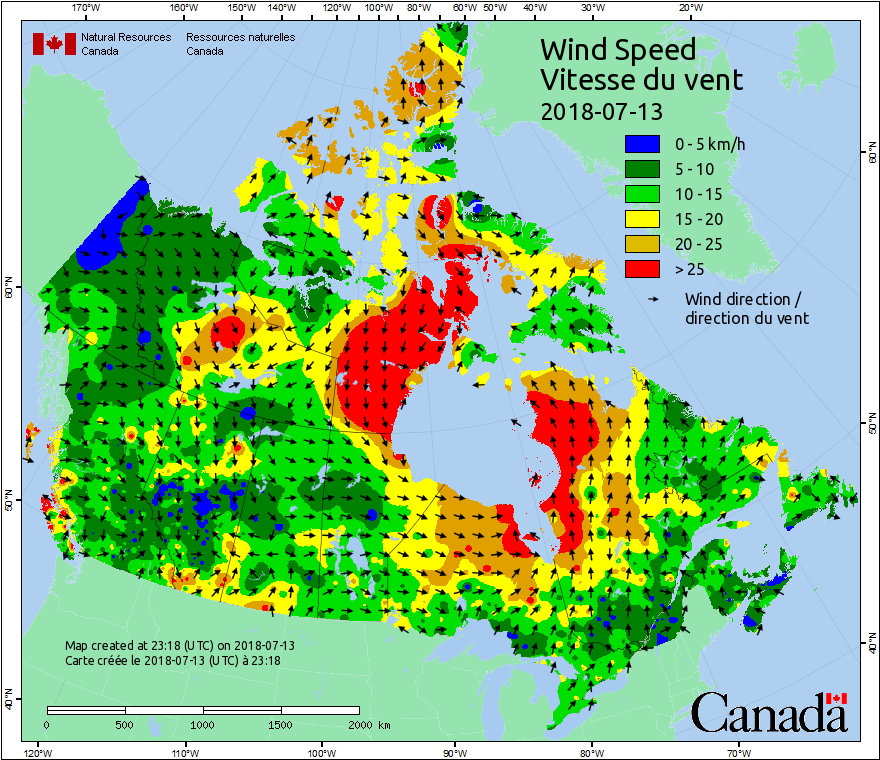 170°W 160°W 150°W 140°W 120°W 100°W 80°W 60°W 50°W 40°W 30°W 20°W
Natural Resources Ressources naturelles
Canada Canada
Wind Speed
Vitesse du vent
2018-07-13
0 - 5 km/h
5 - 10
10 - 15
15 - 20
20 - 25
> 25
Wind direction /
direction du vent
60°N
60°N
50°N
50°N
40°N
40°N
Map created at 23:18 (UTC) on 2018-07-13
Carte créée le 2018-07-13 (UTC) à 23:18
0 500 1000 1500 2000 km
Canada
120°W 110°W 100°W 90°W 80°W 70°W